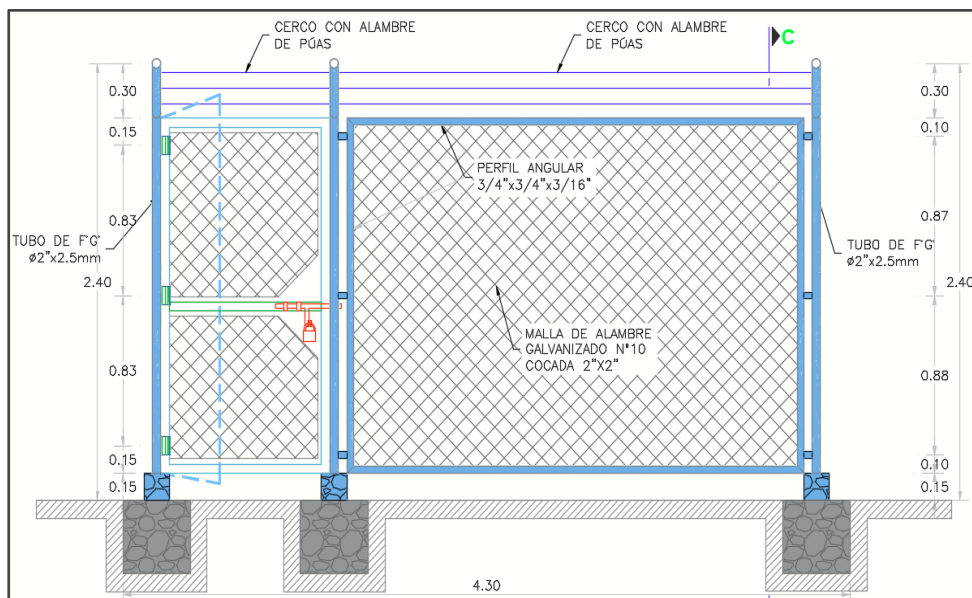 CERCO CON ALAMBRE
DE PÚAS
CERCO CON ALAMBRE
DE PÚAS
C
0.30
0.15
0.83
TUBO DE F°G°
ø2"x2.5mm
2.40
0.83
0.15
0.15
PERFIL ANGULAR
3/4"x3/4"x3/16"
MALLA DE ALAMBRE
GALVANIZADO N°10
COCADA 2"X2"
0.30
0.10
0.87
TUBO DE F°G°
ø2"x2.5mm
2.40
0.88
0.10
0.15
4.30